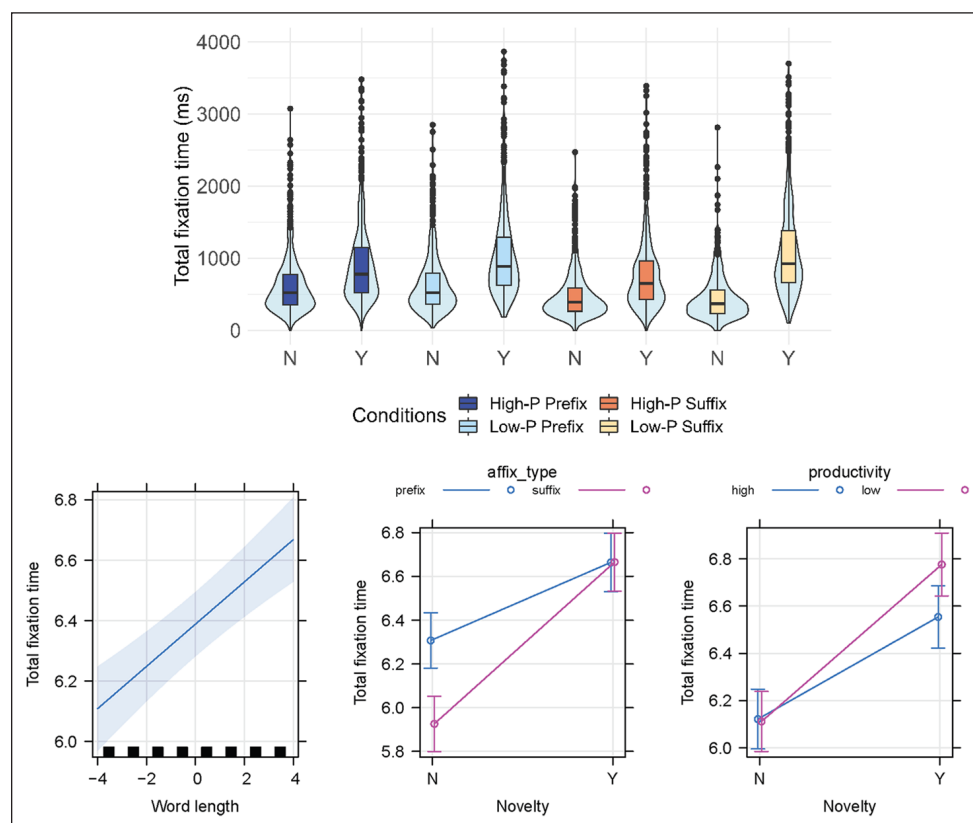 Total fixation time (ms)
4000
3000
2000
1000
0
N Y N Y N Y N Y
Conditions
High-P Prefix High-P Suffix
Low-P Prefix Low-P Suffix
Total fixation time
6.8
6.6
6.4
6.2
6.0
−4 −2 0 2 4
Word length
affix_type
prefix suffix
Total fixation time
6.8
6.6
6.4
6.2
6.0
5.8
N Y
Novelty
productivity
high low
Total fixation time
6.8
6.6
6.4
6.2
6.0
N Y
Novelty